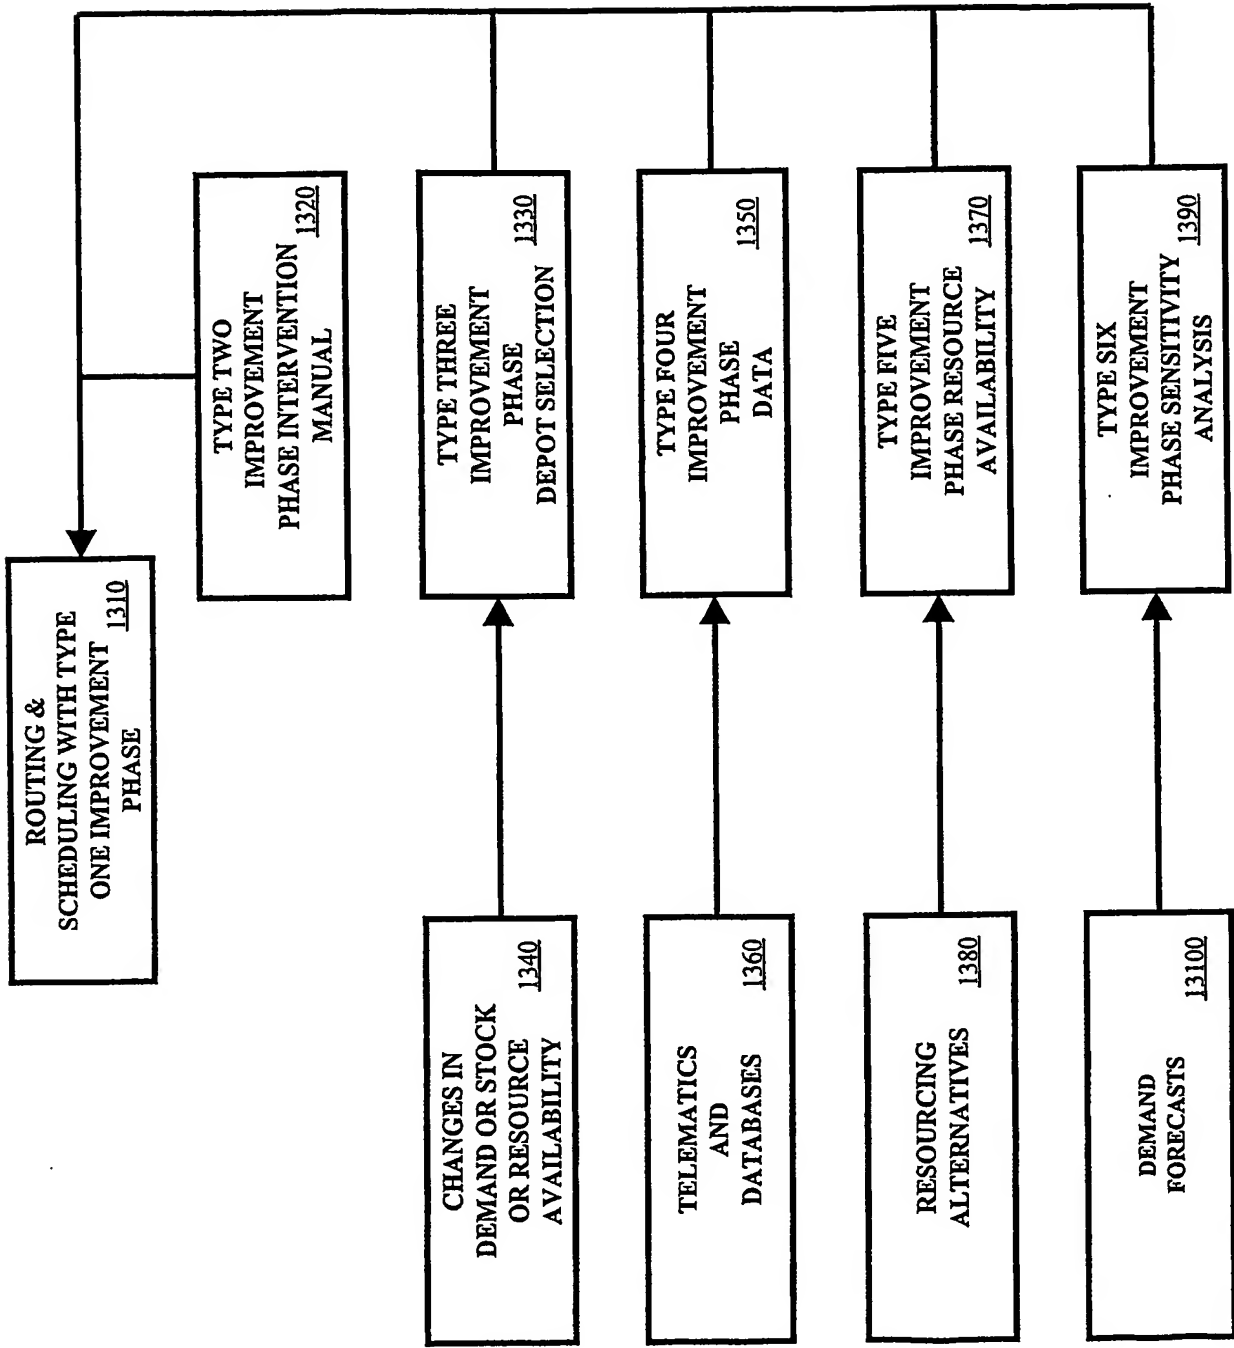 ROUTING &
SCHEDULING WITH TYPE
ONE IMPROVEMENT
PHASE
1310
TYPE TWO
IMPROVEMENT
PHASE INTERVENTION
MANUAL
1320
CHANGES IN
DEMAND OR STOCK
OR RESOURCE
AVAILABILITY
1340
TYPE THREE
IMPROVEMENT
PHASE
DEPOT SELECTION
1330
TELEMATICS
AND
DATABASES
1360
TYPE FOUR
IMPROVEMENT
PHASE
DATA
1350
RESOURCING
ALTERNATIVES
1380
TYPE FIVE
IMPROVEMENT
PHASE RESOURCE
AVAILABILITY
1370
DEMAND
FORECASTS
13100
TYPE SIX
IMPROVEMENT
PHASE SENSITIVITY
ANALYSIS
1390